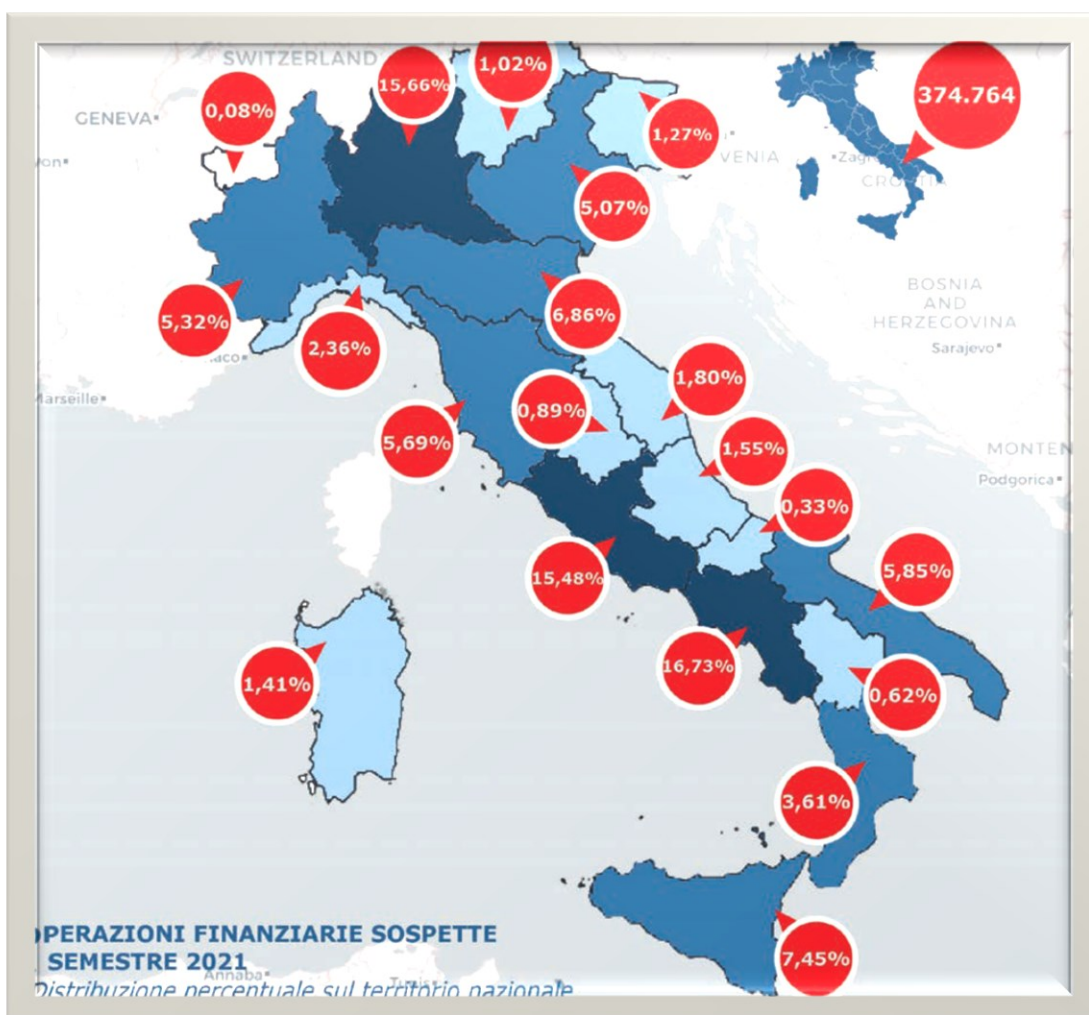 SWITZERLAND
1,02%
15,66%
374.764
0,08%
GENEVA
1,27%
VENIA
CROATIA
5,07%
BOSNIA
AND
HERZEGOVINA
5,32%
6,86%
2,36%
Sarajevo
1,80%
Marseille
0,89%
5,69%
1,55%
MONTEN
Podgorica
0,33%
15,48%
5,85%
16,73%
1,41%
0,62%
3,61%
OPERAZIONI FINANZIARIE SOSPETTE
SEMESTRE 2021
7,45%
Annaba
Distribuzione percentuale sul territorio nazionale